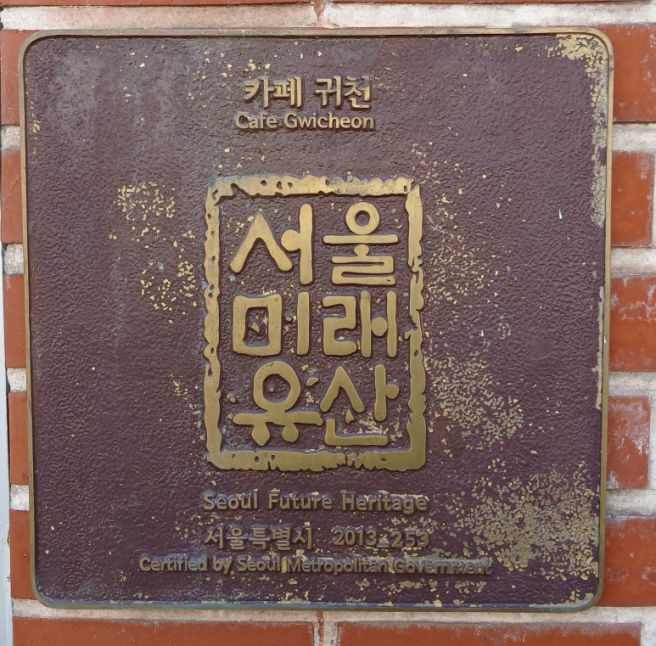 카페 귀천
Cafe Gwicheon
서울
미래
유산
Seoul Future Heritage
서울특별시 2013-253
Certified by Seoul Metropolitan Government